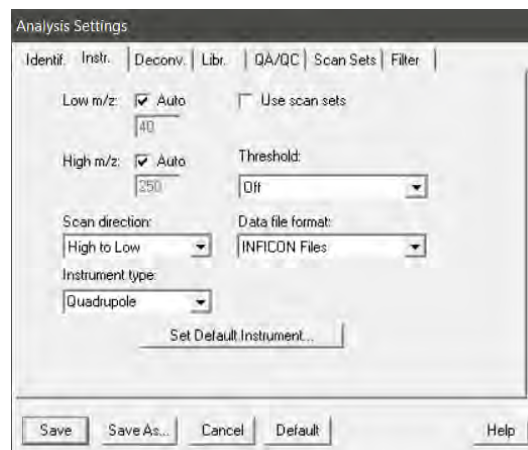 Analysis Settings
Identif. Instr. Deconv. Libr. QA/QC Scan Sets Filter
Low m/z: Auto Use scan sets
40
High m/z: Auto Threshold:
250 Off
Scan direction: Data file format:
High to Low INFICON Files
Instrument type:
Quadrupole
Set Default Instrument...
Save Save As... Cancel Default Help